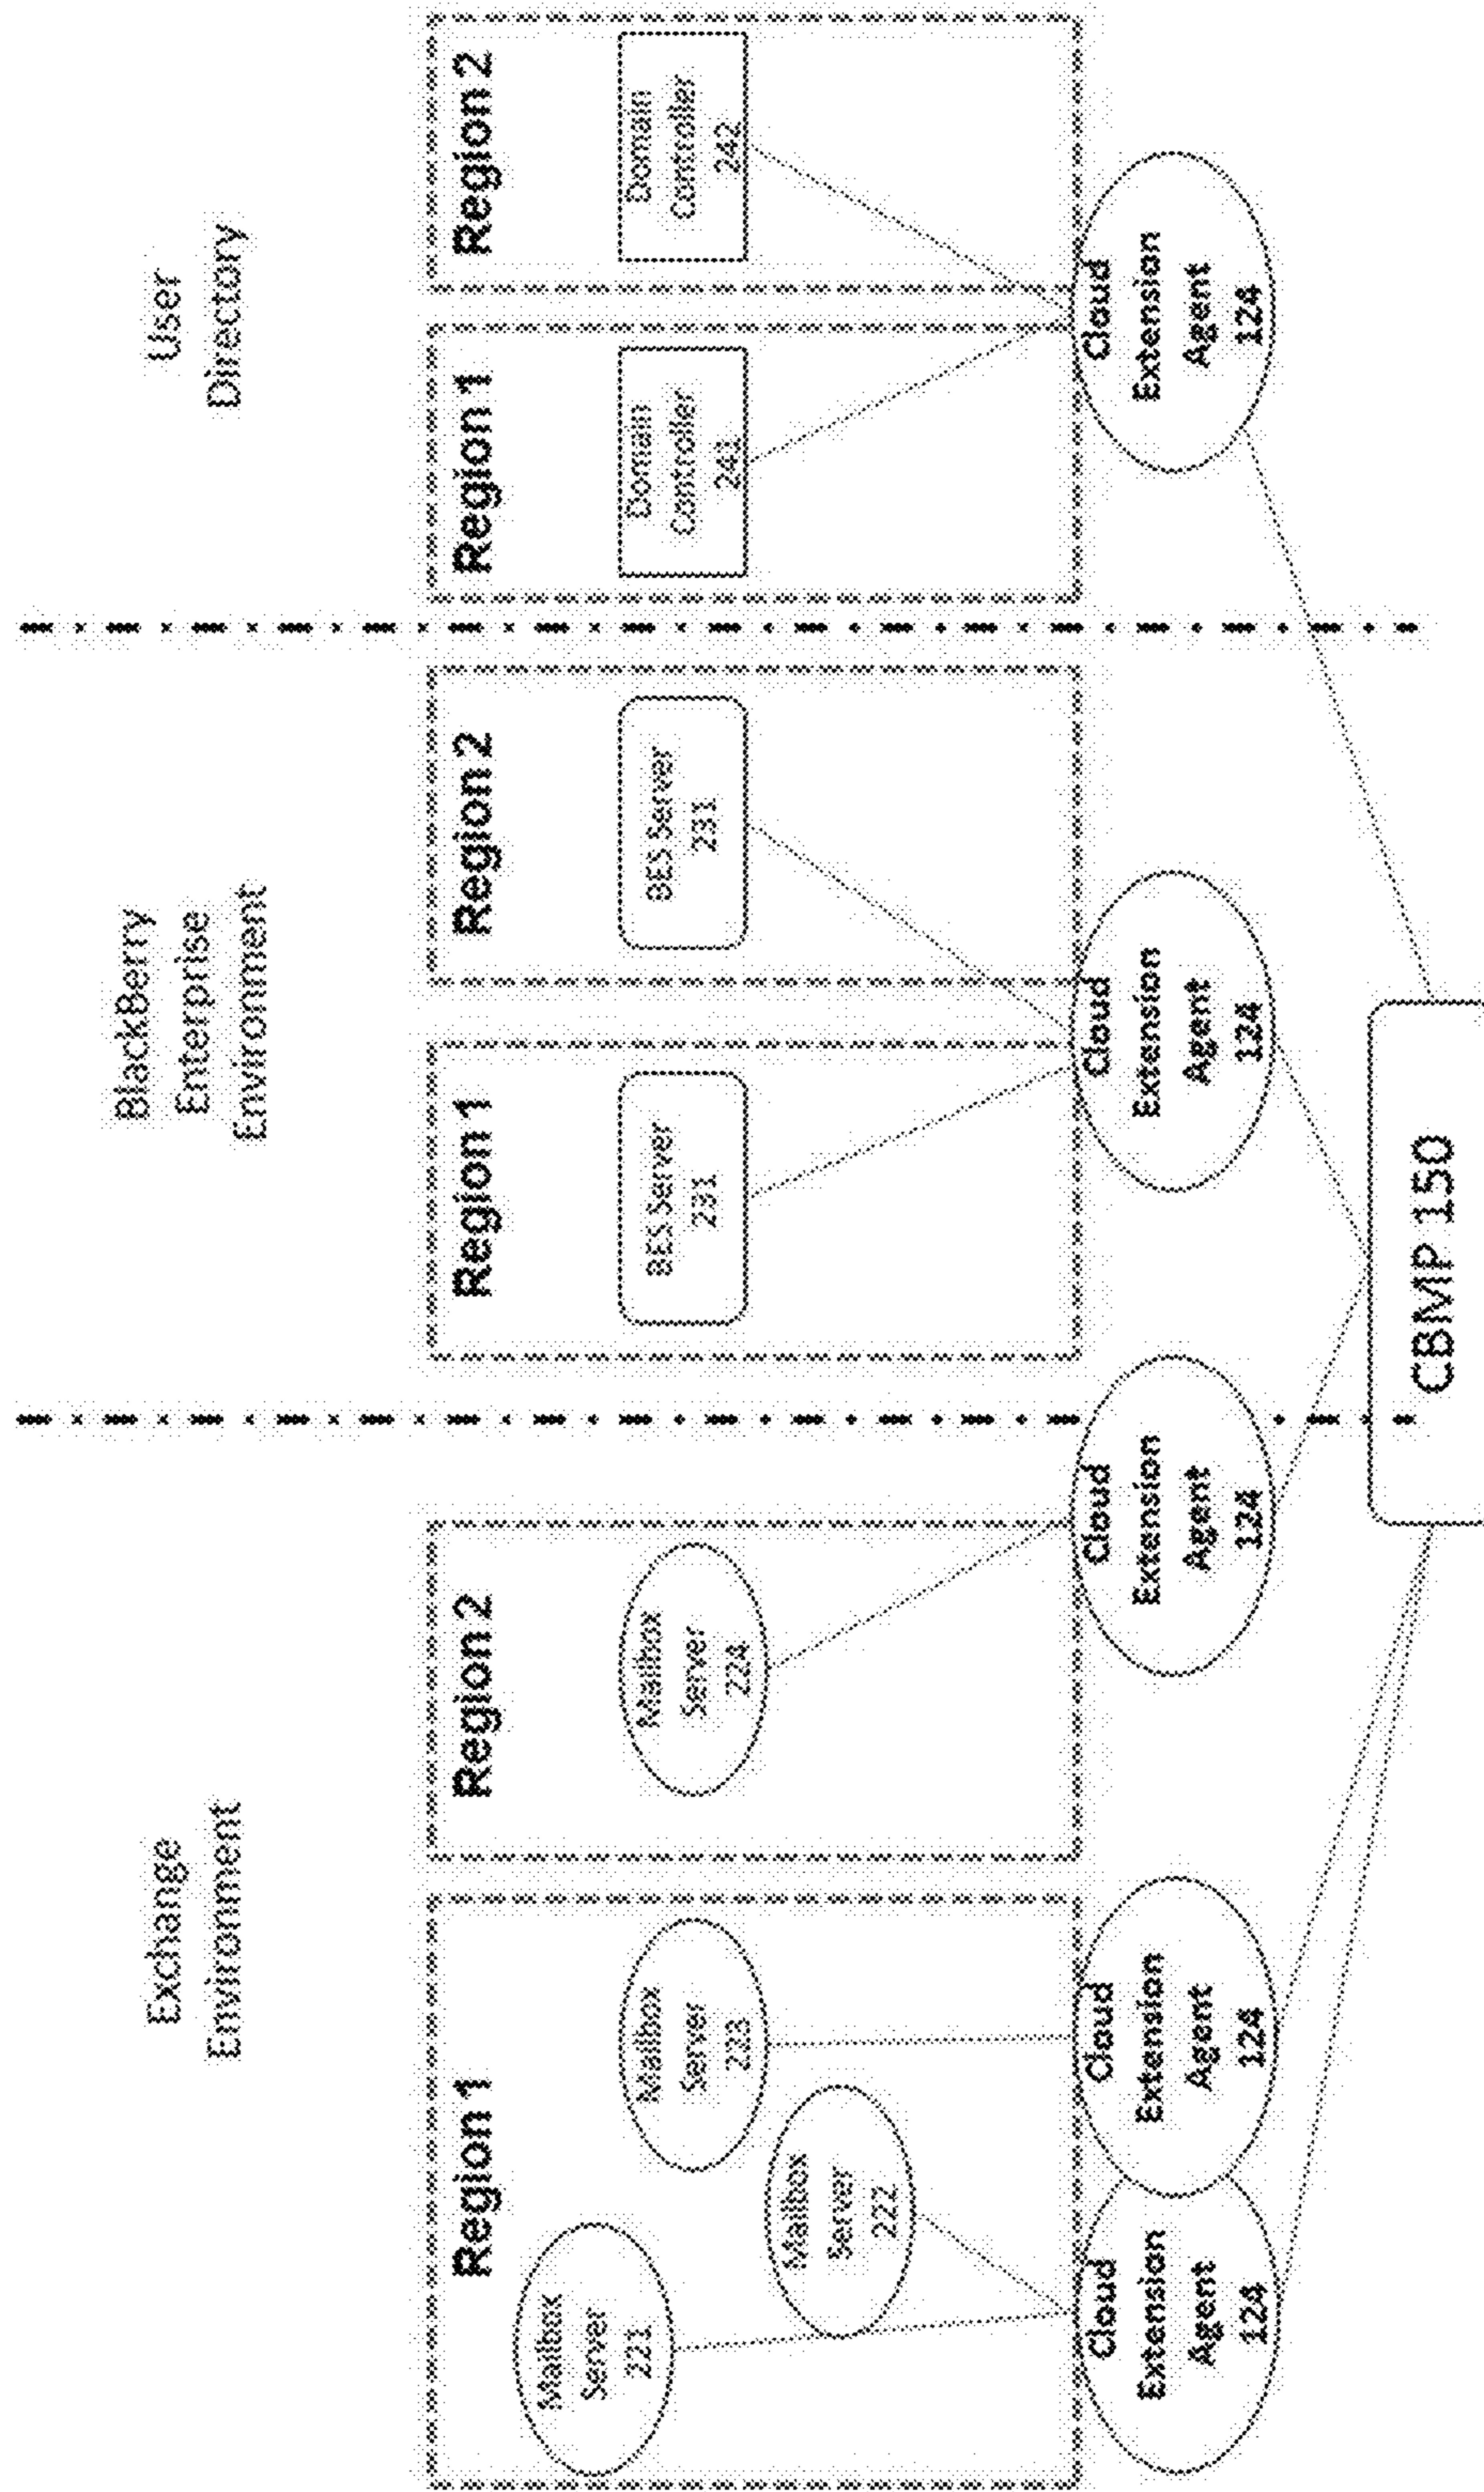 Exchange
Environment
BlackBerry
Enterprise
Environment
User
Directory
Region 1
Mailbox
Server
221
Mailbox
Server
222
Mailbox
Server
223
Region 2
Mailbox
Server
224
Region 1
BES Server
231
Region 2
BES Server
231
Region 1
Domain
Controller
241
Region 2
Domain
Controller
242
Cloud
Extension
Agent
124
Cloud
Extension
Agent
124
Cloud
Extension
Agent
124
Cloud
Extension
Agent
124
Cloud
Extension
Agent
124
CBMP 150